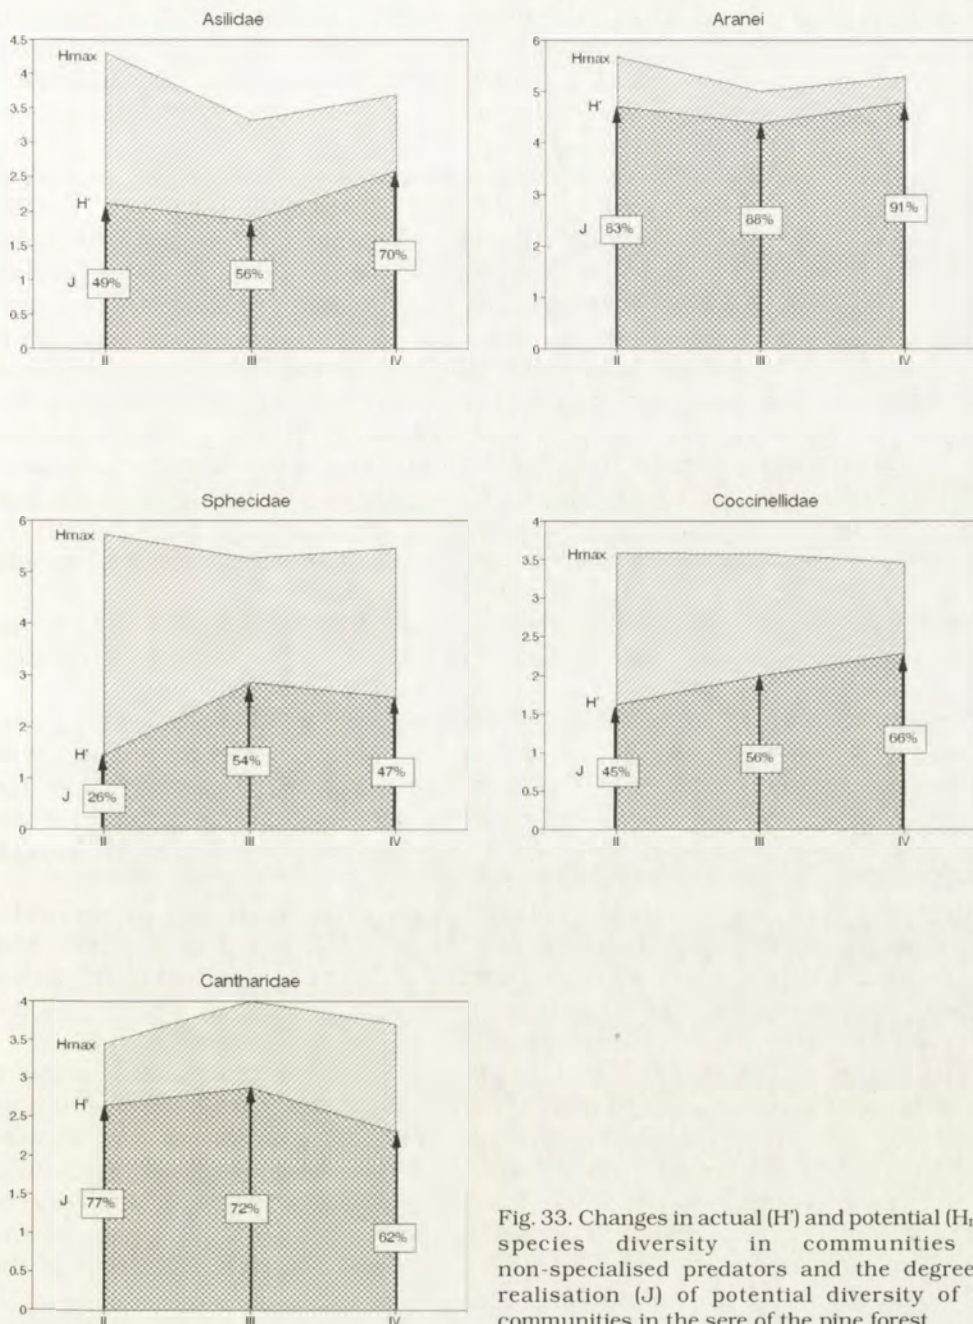 Asilidae
4.5
4
3.5
3
2.5
2
1.5
1
0.5
0
Hmax
H'
J
49%
56%
70%
II
III
IV
Aranei
6
5
4
3
2
1
0
Hmax
H'
J
83%
88%
91%
II
III
IV
Sphecidae
6
5
4
3
2
1
0
Hmax
H'
J
26%
54%
47%
II
III
IV
Coccinellidae
4
3.5
3
2.5
2
1.5
1
0.5
0
Hmax
H'
J
45%
56%
66%
II
III
IV
Cantharidae
4
3.5
3
2.5
2
1.5
1
0.5
0
Hmax
H'
J
77%
72%
62%
II
III
IV
Fig. 33. Changes in actual (H') and potential
species diversity in communities
non-specialised predators and the degree
realisation (J) of potential diversity of
communities in the sere of the pine forest